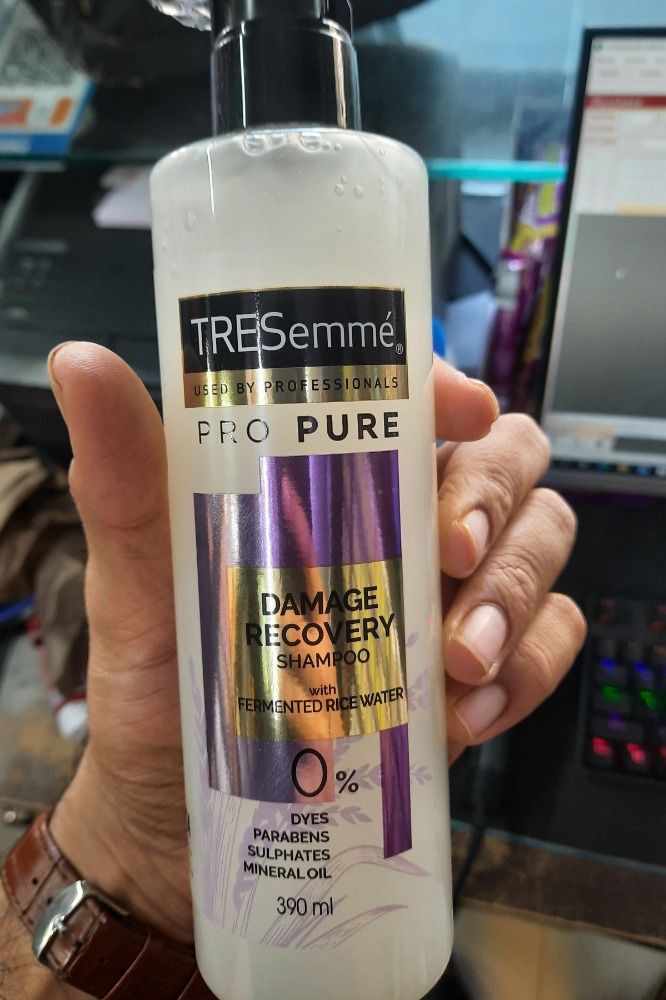 TRESemmé®
USED BY PROFESSIONALS
PRO PURE
DAMAGE
RECOVERY
SHAMPOO
with
FERMENTED RICE WATER
0%
DYES
PARABENS
SULPHATES
MINERAL OIL
390 ml